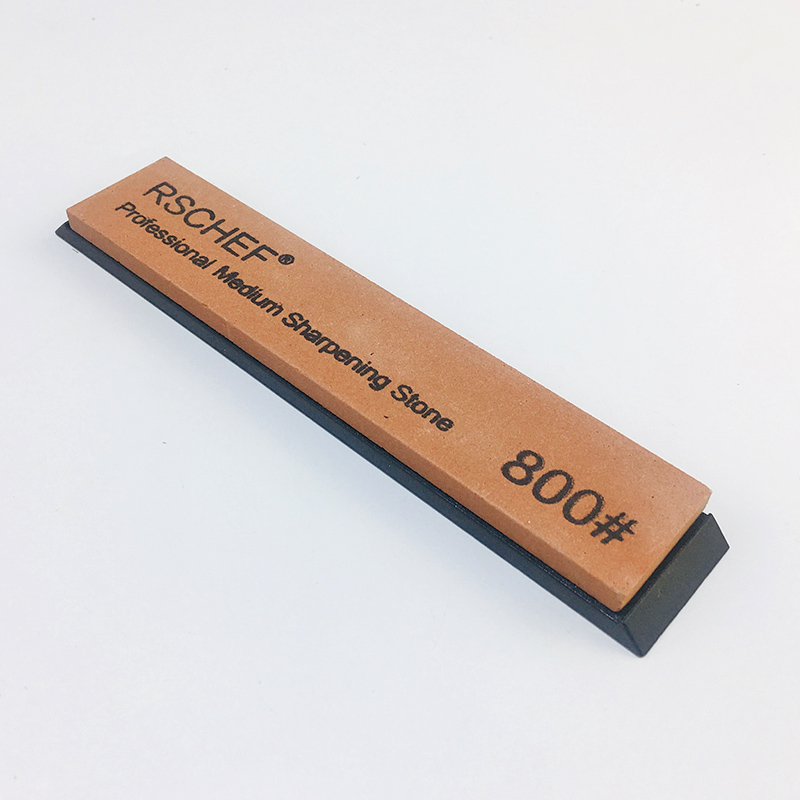 RSCHEF®
Professional Medium Sharpening Stone
800#